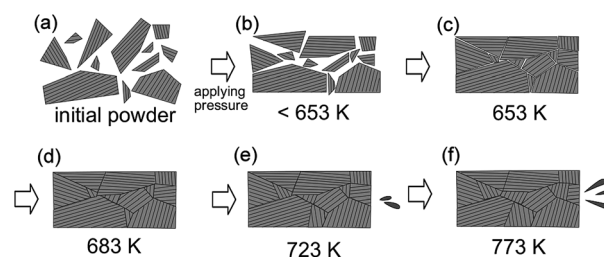 (a)
initial powder
applying
pressure
(b)
< 653 K
(c)
653 K
(d)
683 K
(e)
723 K
(f)
773 K